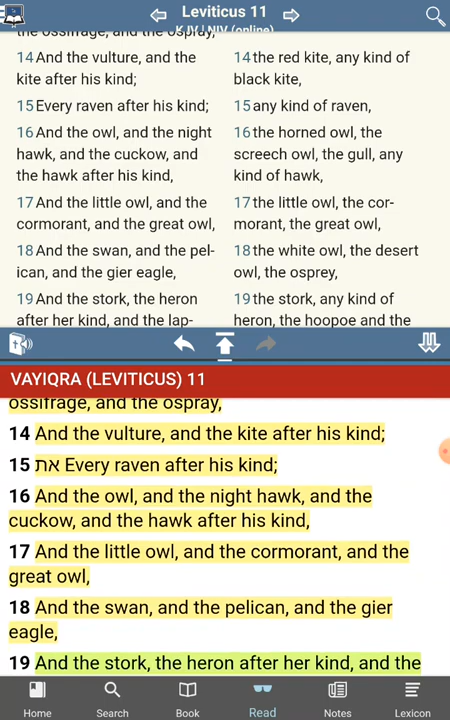 Leviticus 11
KJV | NIV (online)
the ossifrage, and the ospray,
14 And the vulture, and the
kite after his kind;
15 Every raven after his kind;
16 And the owl, and the night
hawk, and the cuckow, and
the hawk after his kind,
17 And the little owl, and the
cormorant, and the great owl,
18 And the swan, and the pel-
ican, and the gier eagle,
19 And the stork, the heron
after her kind, and the lap-
14 the red kite, any kind of
black kite,
15 any kind of raven,
16 the horned owl, the
screech owl, the gull, any
kind of hawk,
17 the little owl, the cor-
morant, the great owl,
18 the white owl, the desert
owl, the osprey,
19 the stork, any kind of
heron, the hoopoe and the
VAYIQRA (LEVITICUS) 11
ossifrage, and the ospray,
14 And the vulture, and the kite after his kind;
15 את Every raven after his kind;
16 And the owl, and the night hawk, and the
cuckow, and the hawk after his kind,
17 And the little owl, and the cormorant, and the
great owl,
18 And the swan, and the pelican, and the gier
eagle,
19 And the stork, the heron after her kind, and the
Home Search Book Read Notes Lexicon